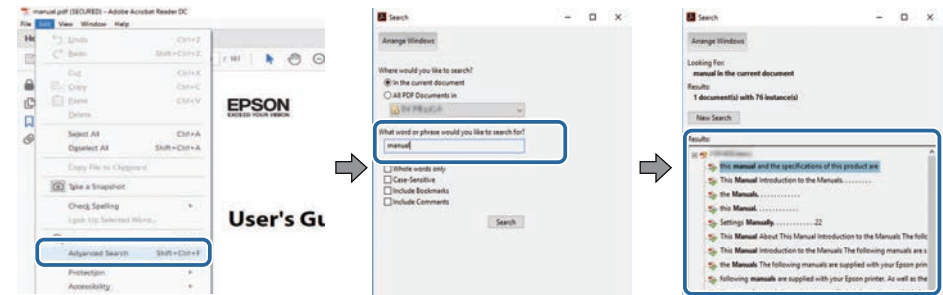 manual.pdf (SECURED) - Adobe Acrobat Reader DC
File Edit View Window Help
Undo Ctrl+Z
Redo Shift+Ctrl+Z
Cut Ctrl+X
Copy Ctrl+C
Paste Ctrl+V
Delete
Select All Ctrl+A
Deselect All Shift+Ctrl+A
Copy File to Clipboard
Take a Snapshot
Check Spelling
Look Up Selected Word...
Advanced Search Shift+Ctrl+F
Protection
Accessibility
/ 181
EPSON
EXCEED YOUR VISION
User's Gu
Search
Arrange Windows
Where would you like to search?
In the current document
All PDF Documents in
What word or phrase would you like to search for?
manual
Whole words only
Case-Sensitive
Include Bookmarks
Include Comments
Search
Search
Arrange Windows
Looking For:
manual in the current document
Results:
1 document(s) with 76 instance(s)
New Search
Results:
this manual and the specifications of this product are
This Manual Introduction to the Manuals. . . . . . . . .
the Manuals. . . . . . . . . . . . .
this Manual. . . . . . . . . . . . .
Settings Manually. . . . . . . . . . . . .22
This Manual About This Manual Introduction to the Manuals The follo
This Manual Introduction to the Manuals The following manuals are s
the Manuals The following manuals are supplied with your Epson prin
following manuals are supplied with your Epson printer. As well as the